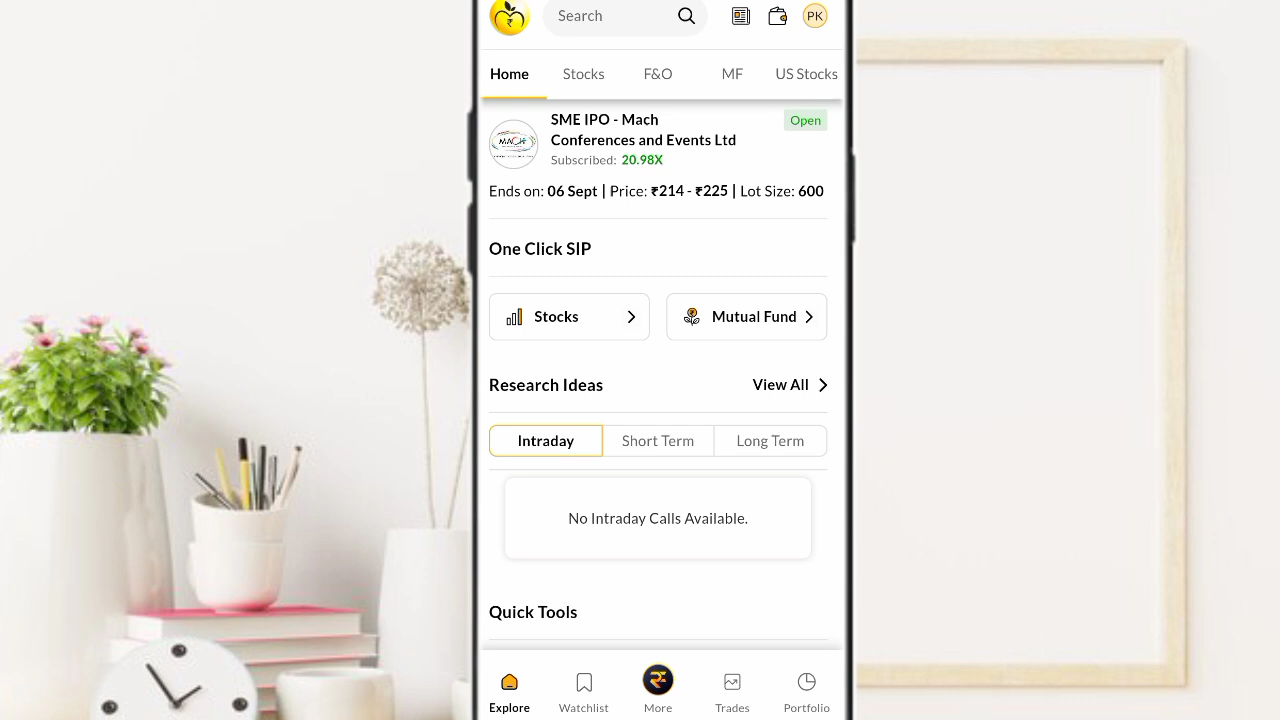 Search
PK
Home Stocks F&O MF US Stocks
SME IPO - Mach
Conferences and Events Ltd
Open
MACH
Subscribed: 20.98X
Ends on: 06 Sept | Price: ₹214 - ₹225 | Lot Size: 600
One Click SIP
Stocks
Mutual Fund
Research Ideas
View All
Intraday Short Term Long Term
No Intraday Calls Available.
Quick Tools
Explore Watchlist More Trades Portfolio